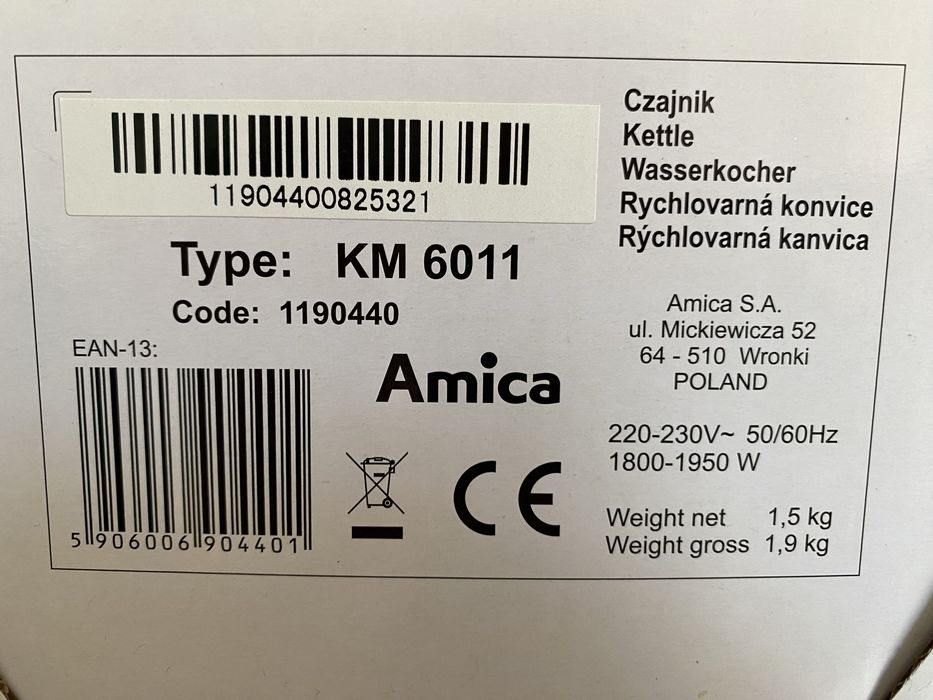 11904400825321
Type: KM 6011
Code: 1190440
EAN-13:
5 906006 904401
Amica
CE
Czajnik
Kettle
Wasserkocher
Rychlovarná konvice
Rýchlovarná kanvica
Amica S.A.
ul. Mickiewicza 52
64 - 510 Wronki
POLAND
220-230V~ 50/60Hz
1800-1950 W
Weight net 1,5 kg
Weight gross 1,9 kg